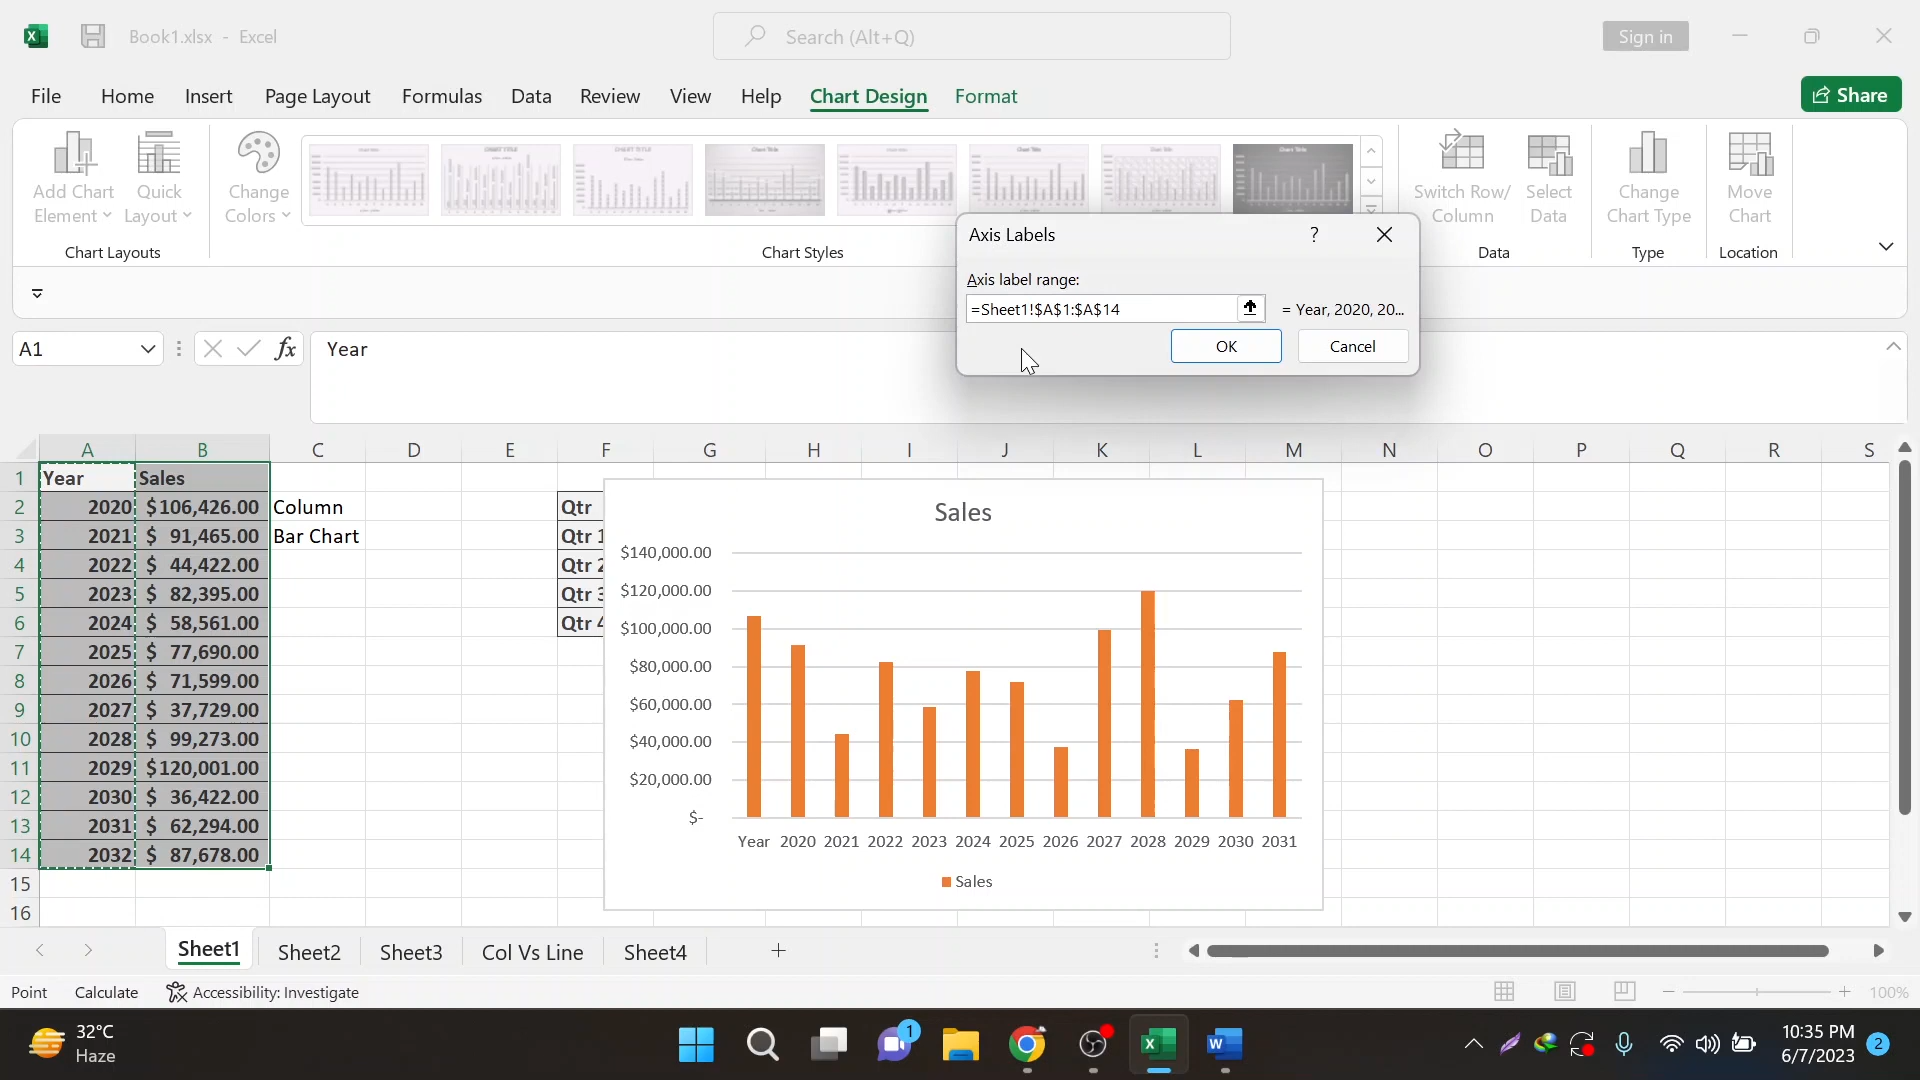 Book1.xlsx - Excel
Search (Alt+Q)
Sign in
File Home Insert Page Layout Formulas Data Review View Help Chart Design Format
Share
Add Chart Element
Quick Layout
Chart Layouts
Change Colors
Chart Styles
Switch Row/ Column
Select Data
Data
Change Chart Type
Type
Move Chart
Location
Axis Labels ?
Axis label range:
=Sheet1!$A$1:$A$14 = Year, 2020, 20...
OK Cancel
A1 fx Year
A B C D E F G H I J K L M N O P Q R S
1 Year Sales
2 2020 $106,426.00 Column Qtr
3 2021 $ 91,465.00 Bar Chart Qtr 1
4 2022 $ 44,422.00 Qtr 2
5 2023 $ 82,395.00 Qtr 3
6 2024 $ 58,561.00 Qtr 4
7 2025 $ 77,690.00
8 2026 $ 71,599.00
9 2027 $ 37,729.00
10 2028 $ 99,273.00
11 2029 $120,001.00
12 2030 $ 36,422.00
13 2031 $ 62,294.00
14 2032 $ 87,678.00
15
16
Sales
$140,000.00
$120,000.00
$100,000.00
$80,000.00
$60,000.00
$40,000.00
$20,000.00
$-
Year 2020 2021 2022 2023 2024 2025 2026 2027 2028 2029 2030 2031
Sales
Sheet1 Sheet2 Sheet3 Col Vs Line Sheet4
Point Calculate Accessibility: Investigate
100%
32°C
Haze
1
10:35 PM
6/7/2023
2